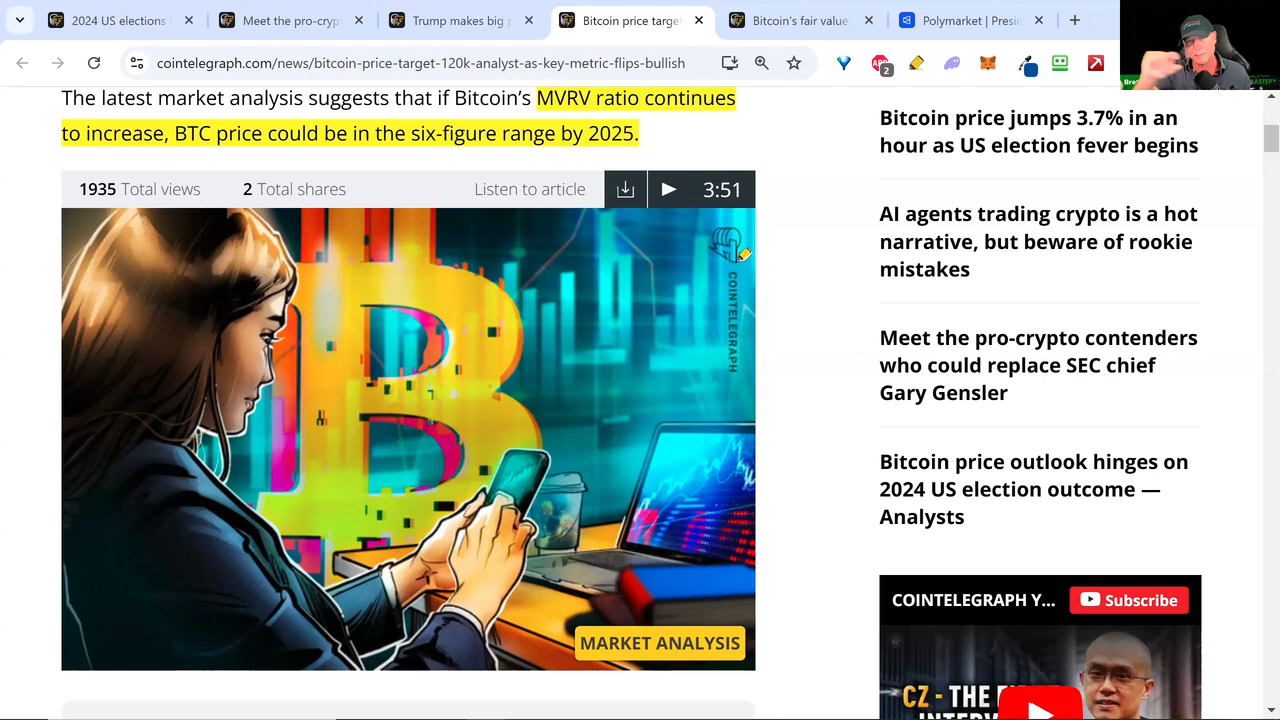 2024 US elections
Meet the pro-cryp
Trump makes big p
Bitcoin price targe
Bitcoin's fair value
Polymarket | Presi
cointelegraph.com/news/bitcoin-price-target-120k-analyst-as-key-metric-flips-bullish
2
The latest market analysis suggests that if Bitcoin's MVRV ratio continues
to increase, BTC price could be in the six-figure range by 2025.
1935 Total views
2 Total shares
Listen to article
3:51
COINTELEGRAPH
MARKET ANALYSIS
Bitcoin price jumps 3.7% in an
hour as US election fever begins
AI agents trading crypto is a hot
narrative, but beware of rookie
mistakes
Meet the pro-crypto contenders
who could replace SEC chief
Gary Gensler
Bitcoin price outlook hinges on
2024 US election outcome —
Analysts
COINTELEGRAPH Y...
Subscribe
CZ - THE